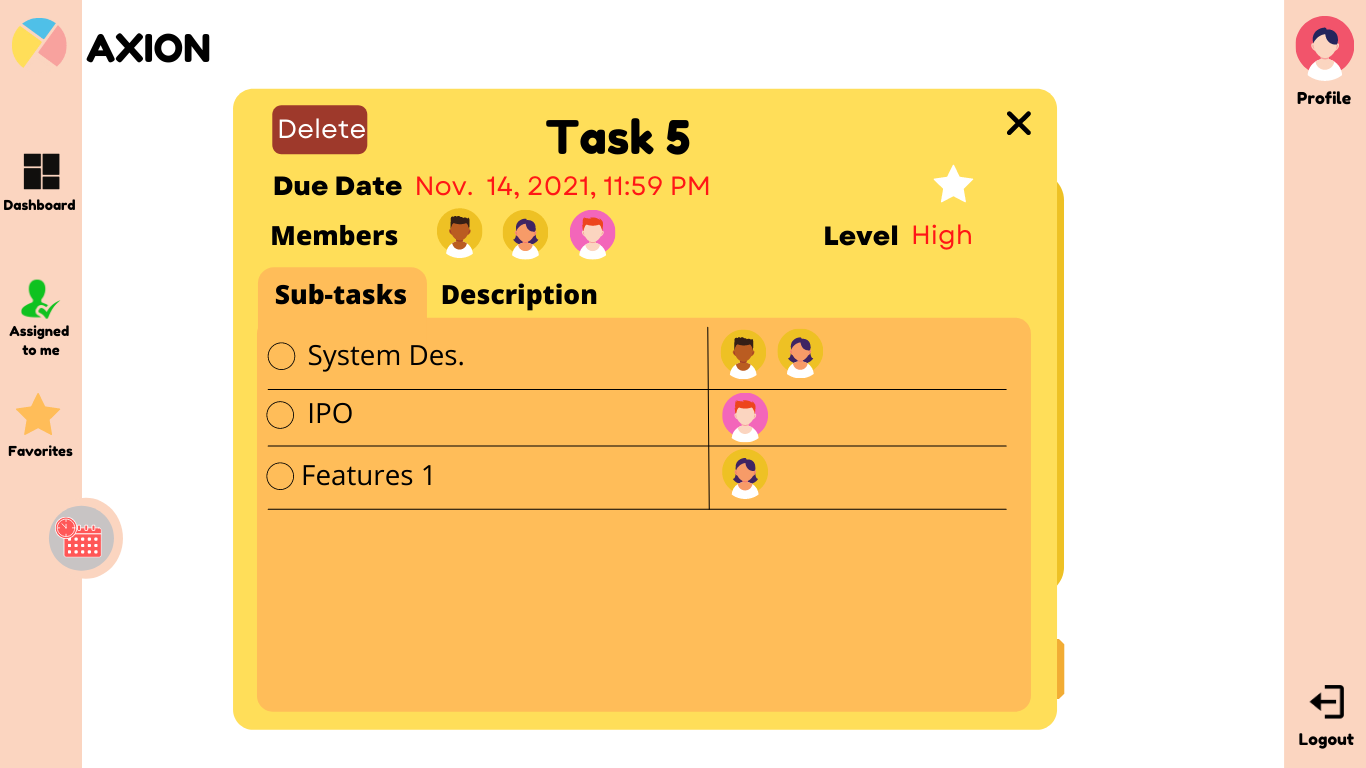 AXION
Profile
Delete
Task 5
Due Date Nov. 14, 2021, 11:59 PM
Dashboard
Members
Level High
Sub-tasks Description
Assigned
to me
System Des.
IPO
Favorites
Features 1
Logout